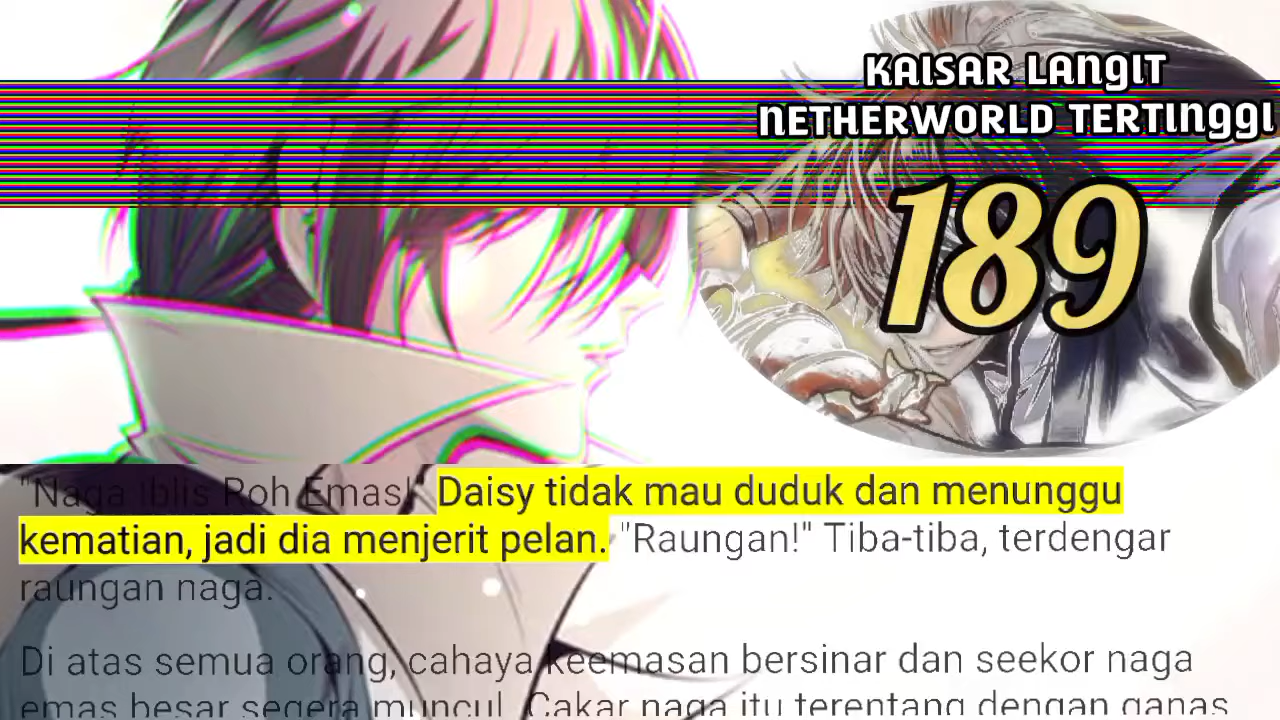 KAISAR LANGIT
NETHERWORLD TERTINGGI
189
"Naga Iblis Roh Emas!" Daisy tidak mau duduk dan menunggu
kematian, jadi dia menjerit pelan. "Raungan!" Tiba-tiba, terdengar
raungan naga.
Di atas semua orang, cahaya keemasan bersinar dan seekor naga
emas besar segera muncul. Cakar naga itu terentang dengan ganas